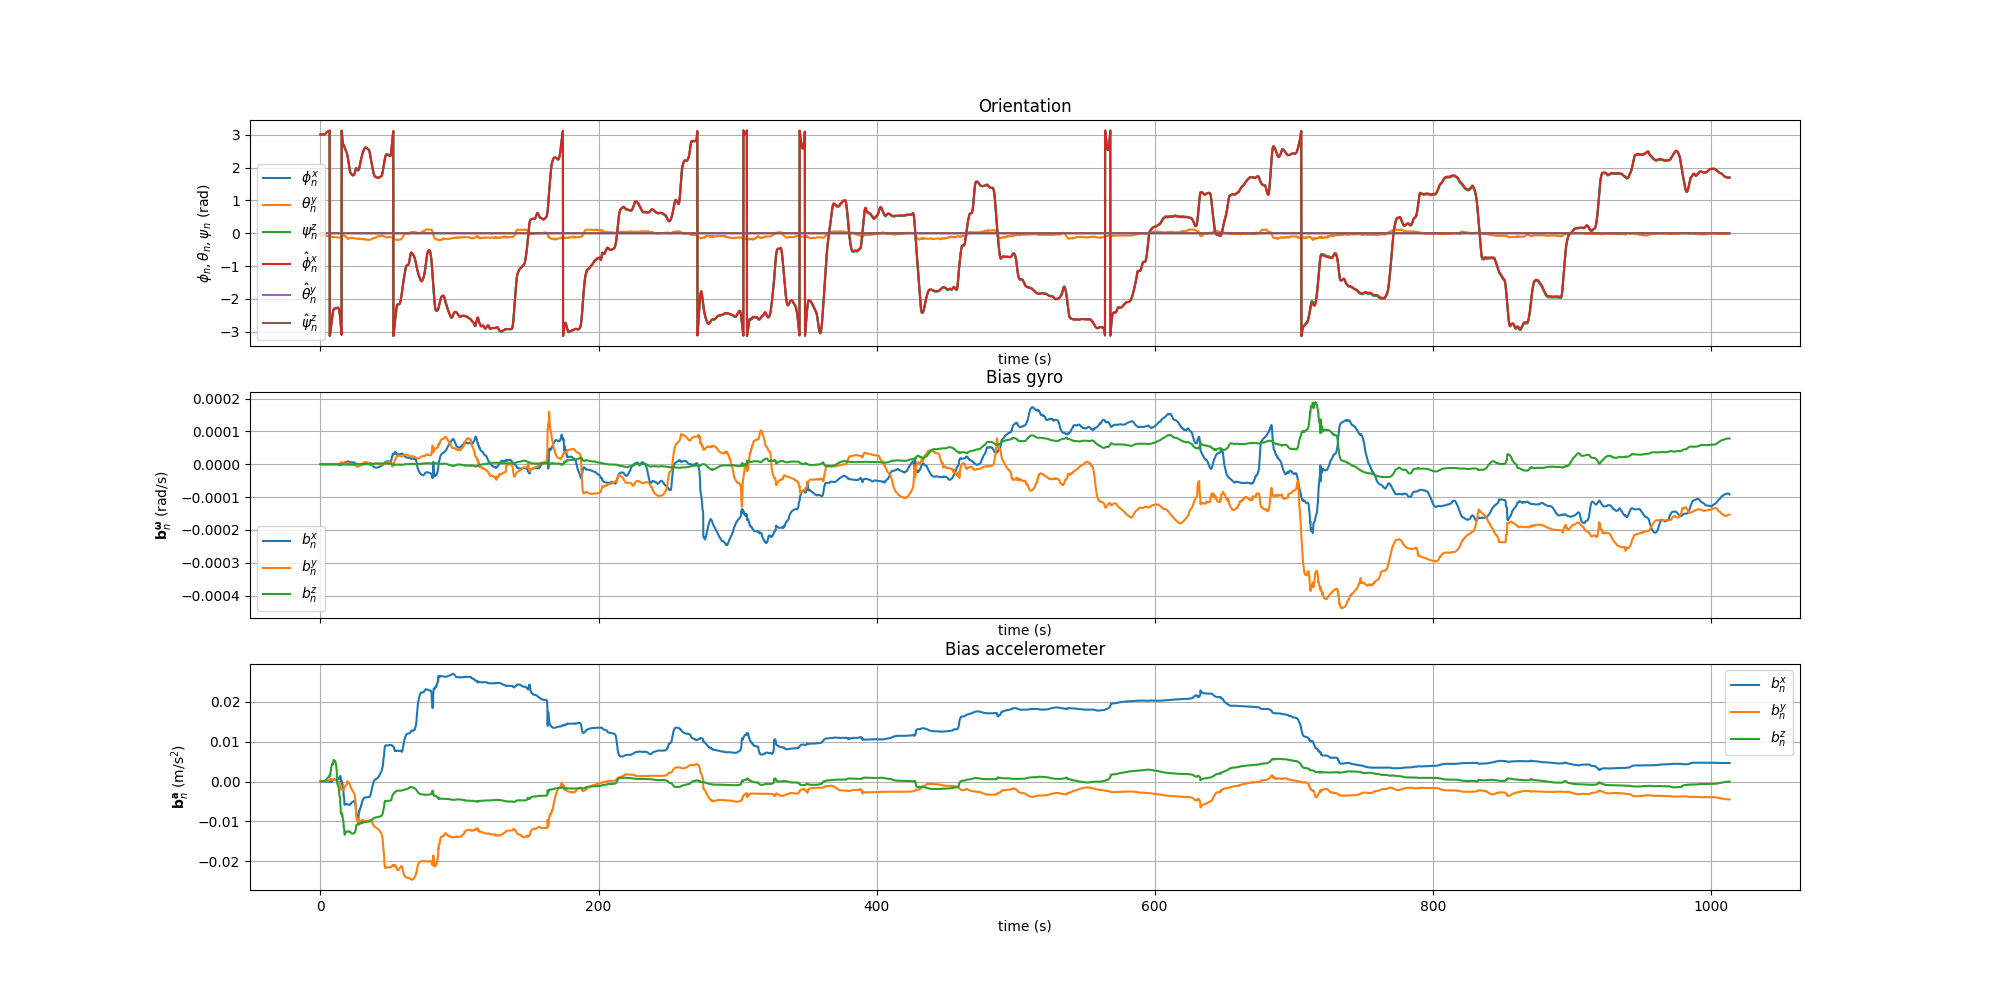 Orientation
ϕₙ, θₙ, ψₙ (rad)
3
2
1
0
−1
−2
−3
ϕₙˣ
θₙʸ
ψₙᶻ
ϕ̂ₙˣ
θ̂ₙʸ
ψ̂ₙᶻ
time (s)
Bias gyro
bₙ^ω (rad/s)
0.0002
0.0001
0.0000
−0.0001
−0.0002
−0.0003
−0.0004
bₙˣ
bₙʸ
bₙᶻ
time (s)
Bias accelerometer
bₙᵃ (m/s²)
0.02
0.01
0.00
−0.01
−0.02
bₙˣ
bₙʸ
bₙᶻ
0 200 400 600 800 1000
time (s)